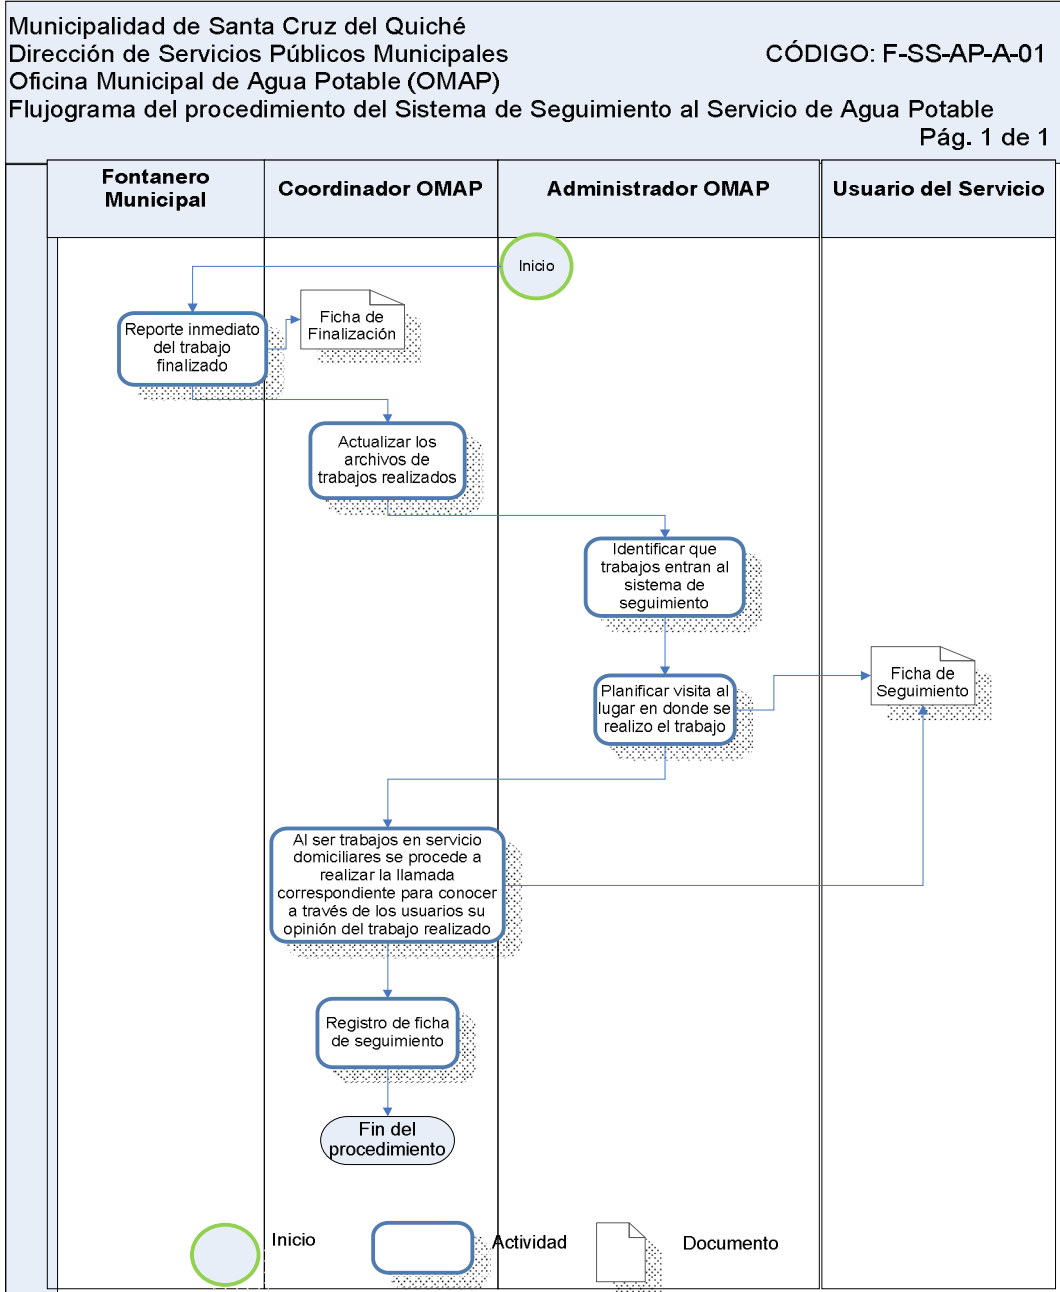 Municipalidad de Santa Cruz del Quiché
Dirección de Servicios Públicos Municipales
CÓDIGO: F-SS-AP-A-01
Oficina Municipal de Agua Potable (OMAP)
Flujograma del procedimiento del Sistema de Seguimiento al Servicio de Agua Potable
Pág. 1 de 1
Fontanero
Municipal
Coordinador OMAP
Administrador OMAP
Usuario del Servicio
Inicio
Reporte inmediato
del trabajo
finalizado
Ficha de
Finalización
Actualizar los
archivos de
trabajos realizados
Identificar que
trabajos entran al
sistema de
seguimiento
Planificar visita al
lugar en donde se
realizo el trabajo
Ficha de
Seguimiento
Al ser trabajos en servicio
domiciliares se procede a
realizar la llamada
correspondiente para conocer
a través de los usuarios su
opinión del trabajo realizado
Registro de ficha
de seguimiento
Fin del
procedimiento
Inicio
Actividad
Documento